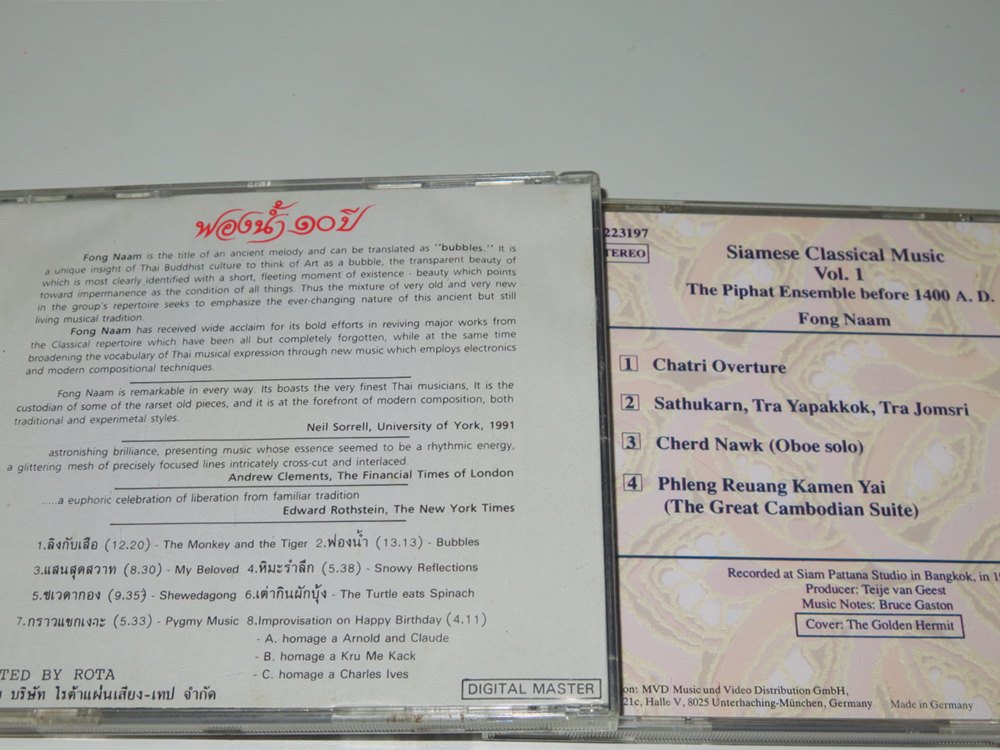 ฟองน้ำ ๑๐ ปี
Fong Naam is the title of an ancient melody and can be translated as "bubbles." It is
a unique insight of Thai Buddhist culture to think of Art as a bubble, the transparent beauty of
which is most clearly identified with a short, fleeting moment of existence - beauty which points
toward impermanence as the condition of all things. Thus the mixture of very old and very new
in the group's repertoire seeks to emphasize the ever-changing nature of this ancient but still
living musical tradition.
Fong Naam has received wide acclaim for its bold efforts in reviving major works from
the Classical repertoire which have been all but completely forgotten, while at the same time
broadening the vocabulary of Thai musical expression through new music which employs electronics
and modern compositional techniques.
Fong Naam is remarkable in every way. Its boasts the very finest Thai musicians, It is the
custodian of some of the rarset old pieces, and it is at the forefront of modern composition, both
traditional and experimetal styles.
Neil Sorrell, University of York, 1991
astronishing brilliance, presenting music whose essence seemed to be a rhythmic energy,
a glittering mesh of precisely focused lines intricately cross-cut and interlaced.
Andrew Clements, The Financial Times of London
.....a euphoric celebration of liberation from familiar tradition
Edward Rothstein, The New York Times
1.ลิงกับเสือ (12.20) - The Monkey and the Tiger 2.ฟองน้ำ (13.13) - Bubbles
3.แสนสุดสวาท (8.30) - My Beloved 4.หิมะรำลึก (5.38) - Snowy Reflections
5.ชเวดากอง (9.35) - Shewedagong 6.เต่ากินผักบุ้ง - The Turtle eats Spinach
7.กราวแขกเงาะ (5.33) - Pygmy Music 8.Improvisation on Happy Birthday (4.11)
- A. homage a Arnold and Claude
- B. homage a Kru Me Kack
- C. homage a Charles Ives
TED BY ROTA
บริษัท โรต้าแผ่นเสียง-เทป จำกัด
DIGITAL MASTER
223197
TEREO
Siamese Classical Music
Vol. 1
The Piphat Ensemble before 1400 A. D.
Fong Naam
1 Chatri Overture
2 Sathukarn, Tra Yapakkok, Tra Jomsri
3 Cherd Nawk (Oboe solo)
4 Phleng Reuang Kamen Yai
(The Great Cambodian Suite)
Recorded at Siam Pattana Studio in Bangkok, in 19
Producer: Teije van Geest
Music Notes: Bruce Gaston
Cover: The Golden Hermit
on: MVD Music und Video Distribution GmbH,
21c, Halle V, 8025 Unterhaching-München, Germany Made in Germany